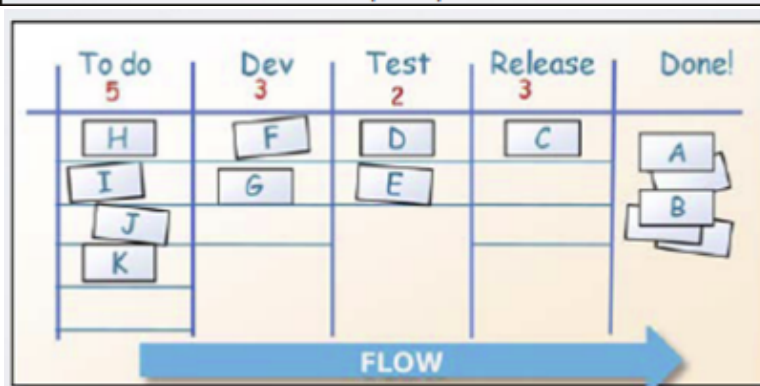 To do Dev Test Release Done!
5 3 2 3
H F D C A
I G E
J B
K
FLOW